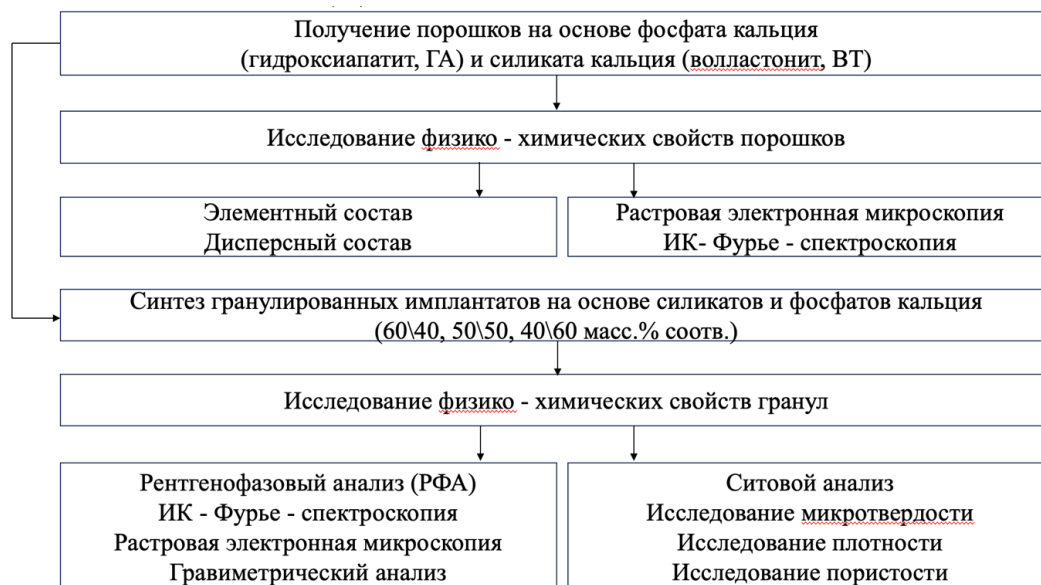 Получение порошков на основе фосфата кальция
(гидроксиапатит, ГА) и силиката кальция (волластонит, ВТ)
Исследование физико - химических свойств порошков
Элементный состав
Дисперсный состав
Растровая электронная микроскопия
ИК- Фурье - спектроскопия
Синтез гранулированных имплантатов на основе силикатов и фосфатов кальция
(60\40, 50\50, 40\60 масс.% соотв.)
Исследование физико - химических свойств гранул
Рентгенофазовый анализ (РФА)
ИК - Фурье - спектроскопия
Растровая электронная микроскопия
Гравиметрический анализ
Ситовой анализ
Исследование микротвердости
Исследование плотности
Исследование пористости